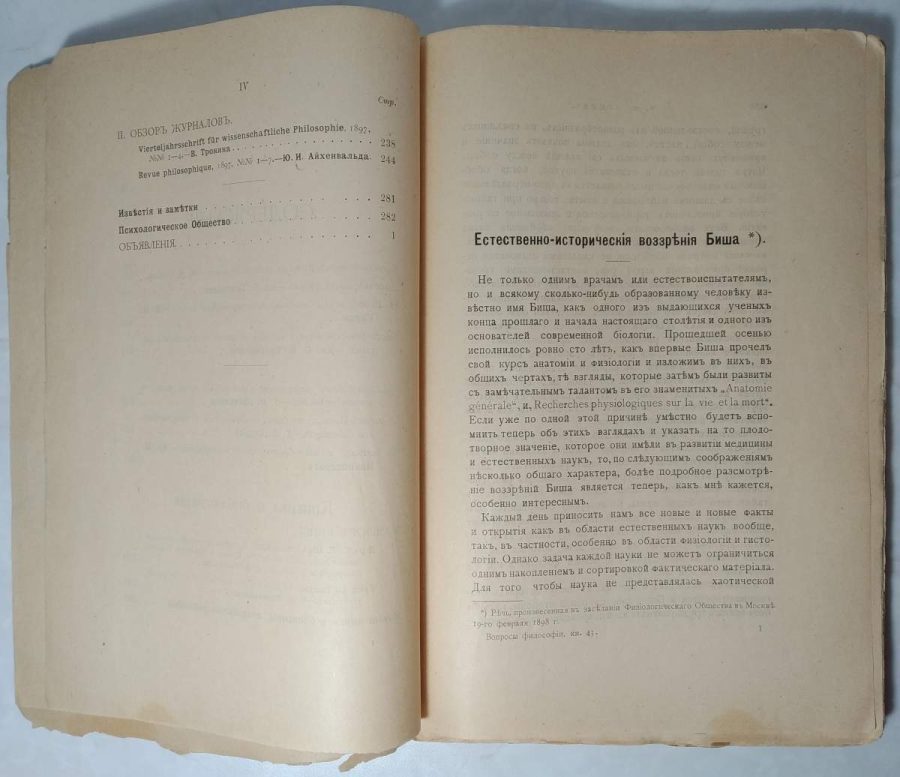 IV
Стр.
II. ОБЗОРЪ ЖУРНАЛОВЪ.
Vierteljahrsschrift für wissenschaftliche Philosophie, 1897,
№№ 1—4.—В. Троянна . . . . . . . . . . . . . . . . 238
Revue philosophique, 1897, №№ 1—7.—Ю. И. Айхенвальда. 244
Извѣстія и замѣтки . . . . . . . . . . . . . . . . . 281
Психологическое Общество . . . . . . . . . . . . . . 282
ОБЪЯВЛЕНІЯ . . . . . . . . . . . . . . . . . . . . 1
Естественно-историческія воззрѣнія Биша *).
Не только однимъ врачамъ или естествоиспытателямъ,
но и всякому сколько-нибудь образованному человѣку из-
вѣстно имя Биша, какъ одного изъ выдающихся ученыхъ
конца прошлаго и начала настоящаго столѣтія и одного изъ
основателей современной біологіи. Прошедшей осенью
исполнилось ровно сто лѣтъ, какъ впервые Биша прочелъ
свой курсъ анатоміи и физіологіи и изложилъ въ нихъ, въ
общихъ чертахъ, тѣ взгляды, которые затѣмъ были развиты
съ замѣчательнымъ талантомъ въ его знаменитыхъ „Anatomie
générale“, и „Recherches physiologiques sur la vie et la mort“.
Если уже по одной этой причинѣ умѣстно будетъ вспо-
мнить теперь объ этихъ взглядахъ и указать на то плодо-
творное значеніе, которое они имѣли въ развитіи медицины
и естественныхъ наукъ, то, по слѣдующимъ соображеніямъ
нѣсколько общаго характера, болѣе подробное разсмотрѣ-
ніе воззрѣній Биша является теперь, какъ мнѣ кажется,
особенно интереснымъ.
Каждый день приноситъ намъ все новые и новые факты
и открытія какъ въ области естественныхъ наукъ вообще,
такъ, въ частности, особенно въ области физіологіи и гисто-
логіи. Однако задача каждой науки не можетъ ограничиться
однимъ накопленіемъ и сортировкой фактическаго матеріала.
Для того чтобы наука не представлялась хаотической
*) Рѣчь, произнесенная въ засѣданіи Физіологическаго Общества въ Москвѣ
19-го февраля 1898 г.
Вопросы философіи, кн. 43. 1